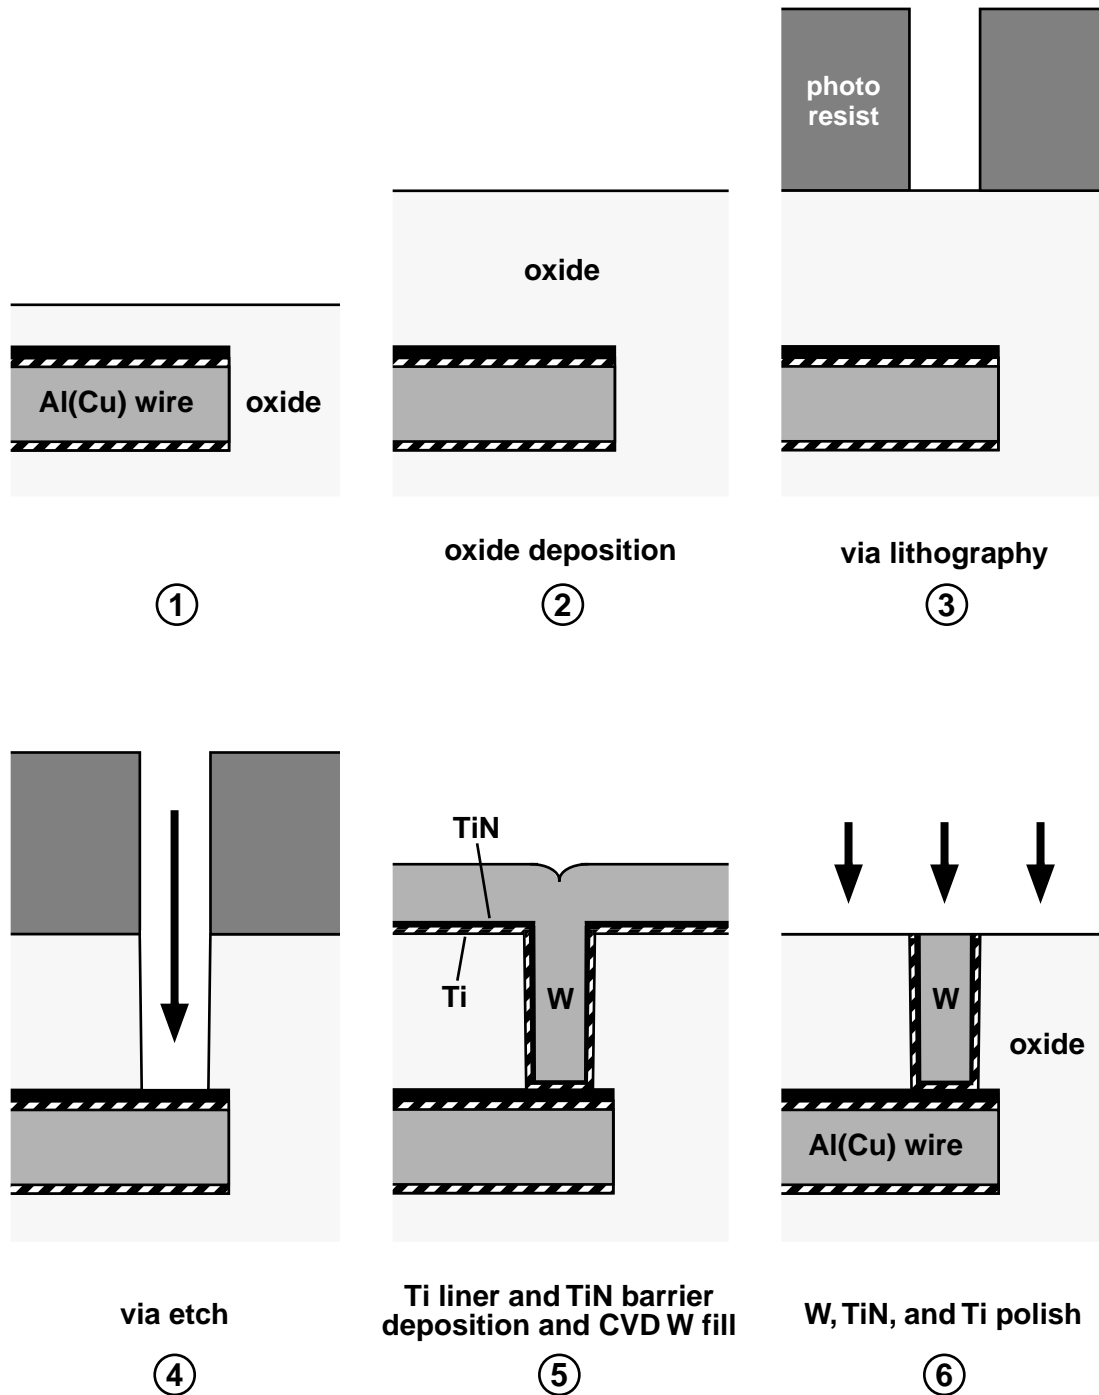 photo
resist
oxide
Al(Cu) wire
oxide
oxide deposition
via lithography
1
2
3
TiN
Ti
W
W
oxide
Al(Cu) wire
via etch
Ti liner and TiN barrier
deposition and CVD W fill
W, TiN, and Ti polish
4
5
6